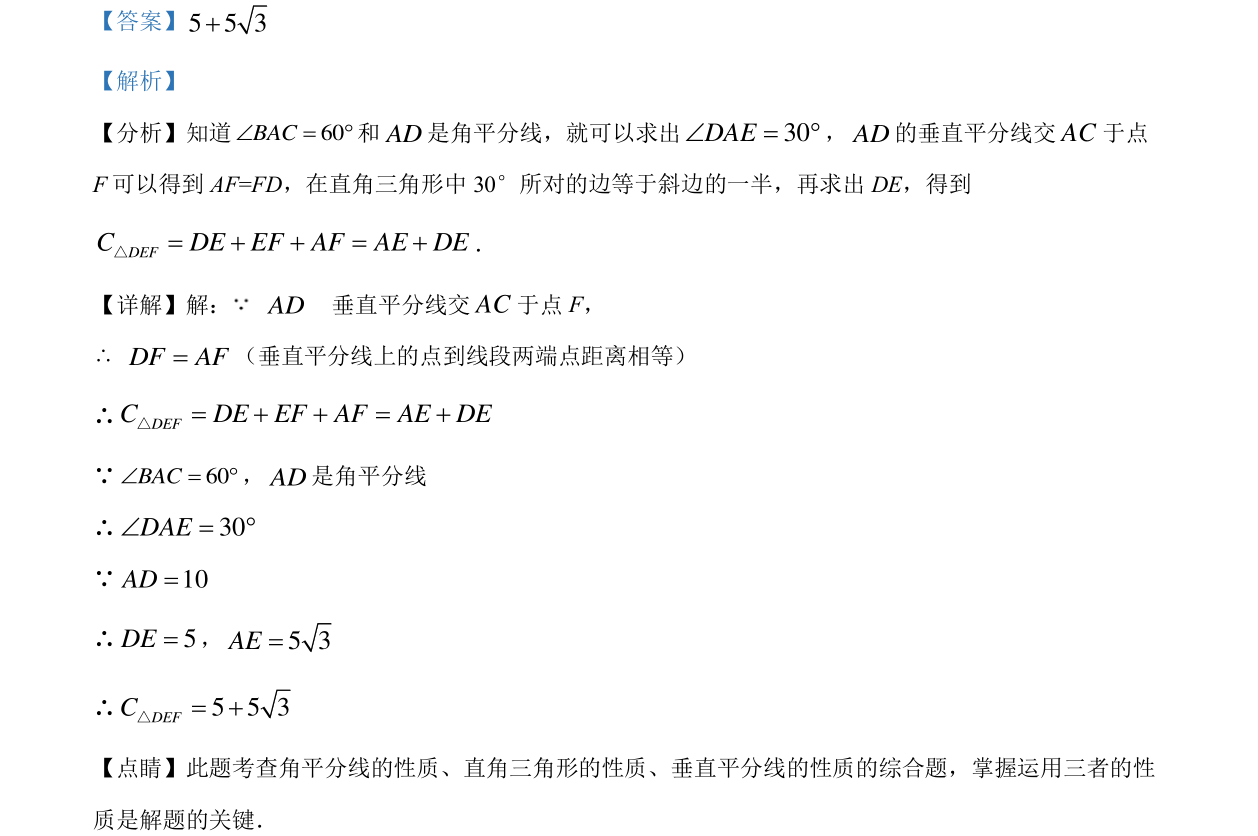 【答案】5+5√3
【解析】
【分析】知道∠BAC=60°和AD是角平分线，就可以求出∠DAE=30°，AD的垂直平分线交AC于点
F可以得到AF=FD，在直角三角形中30°所对的边等于斜边的一半，再求出DE，得到
C△DEF=DE+EF+AF=AE+DE．
【详解】解：∵ AD 垂直平分线交AC于点F，
∴ DF=AF（垂直平分线上的点到线段两端点距离相等）
∴C△DEF=DE+EF+AF=AE+DE
∵∠BAC=60°，AD是角平分线
∴∠DAE=30°
∵AD=10
∴DE=5，AE=5√3
∴C△DEF=5+5√3
【点睛】此题考查角平分线的性质、直角三角形的性质、垂直平分线的性质的综合题，掌握运用三者的性
质是解题的关键．